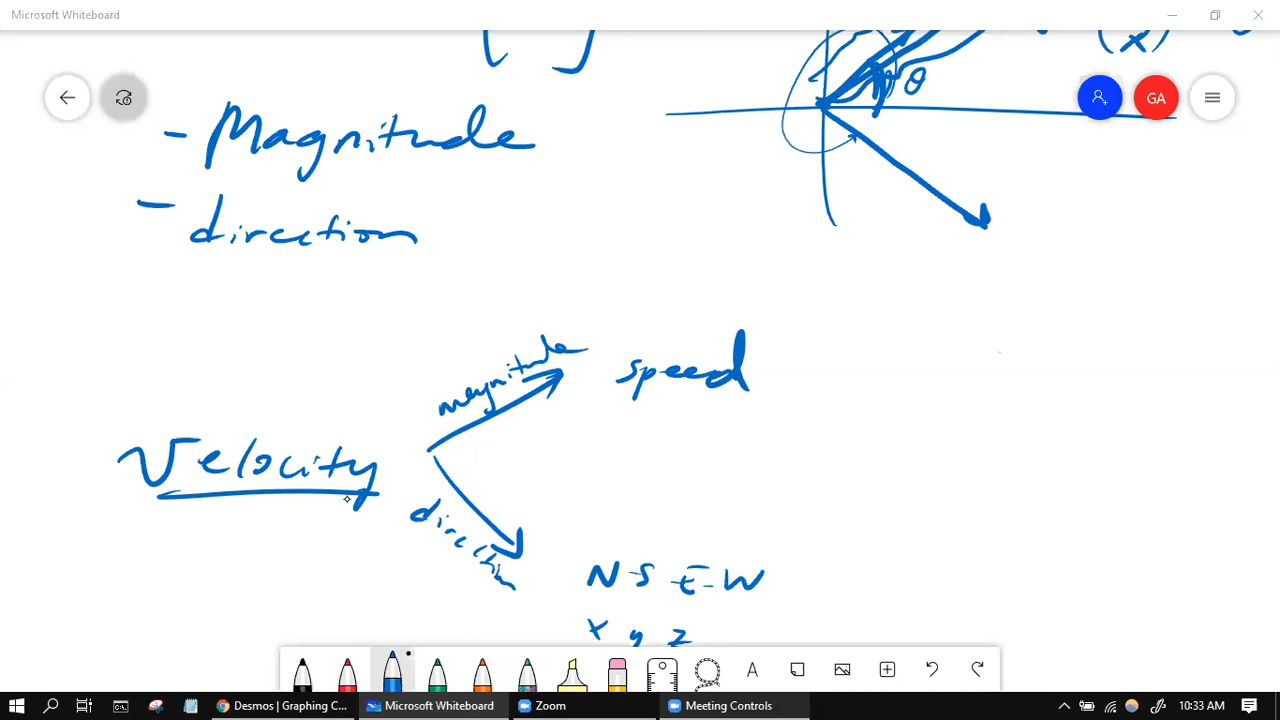 Microsoft Whiteboard
[ ]
(x)
θ
GA
- Magnitude
- direction
magnitude
speed
Velocity
direction
N-S E-W
x y z
A
Desmos | Graphing C...
Microsoft Whiteboard
Zoom
Meeting Controls
10:33 AM